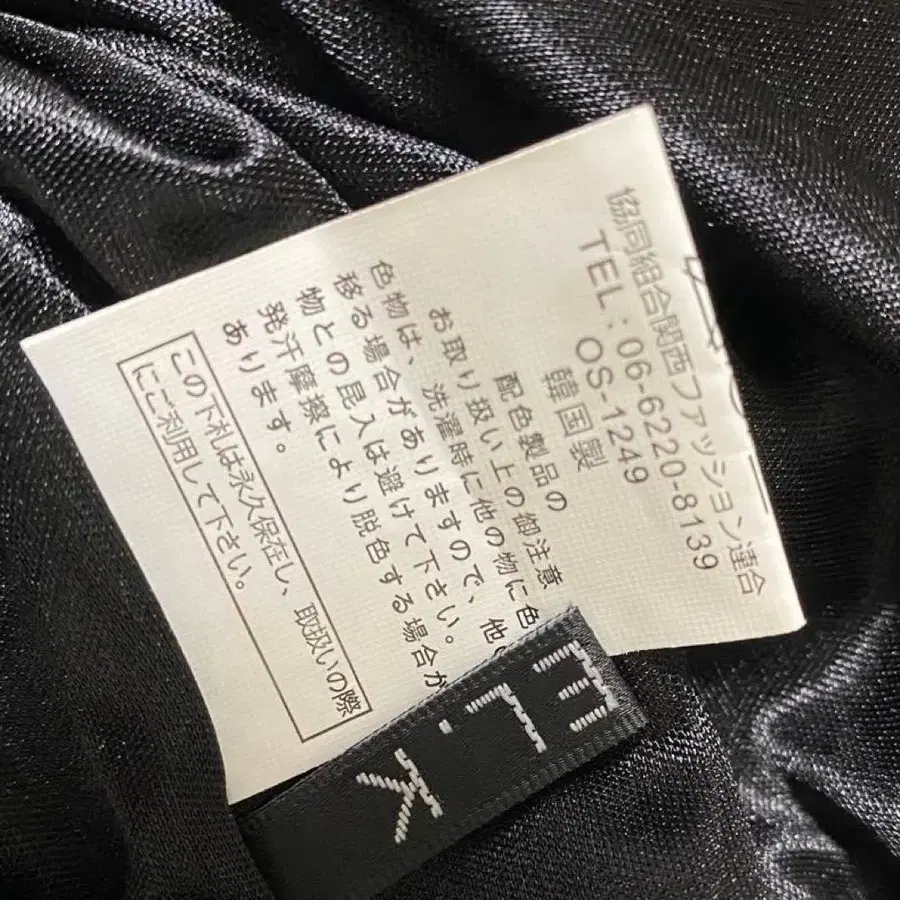 協同組合関西ファッション連合
TEL：06-6220-8139
OS-1249
韓国製
配色製品の
お取り扱い上の御注意
色物は、洗濯時に他の物に色
移る場合がありますので、他の
物との昆入は避けて下さい。
発汗摩擦により脱色する場合が
あります。
この下札は永久保在し、取扱いの際
にご利用して下さい。